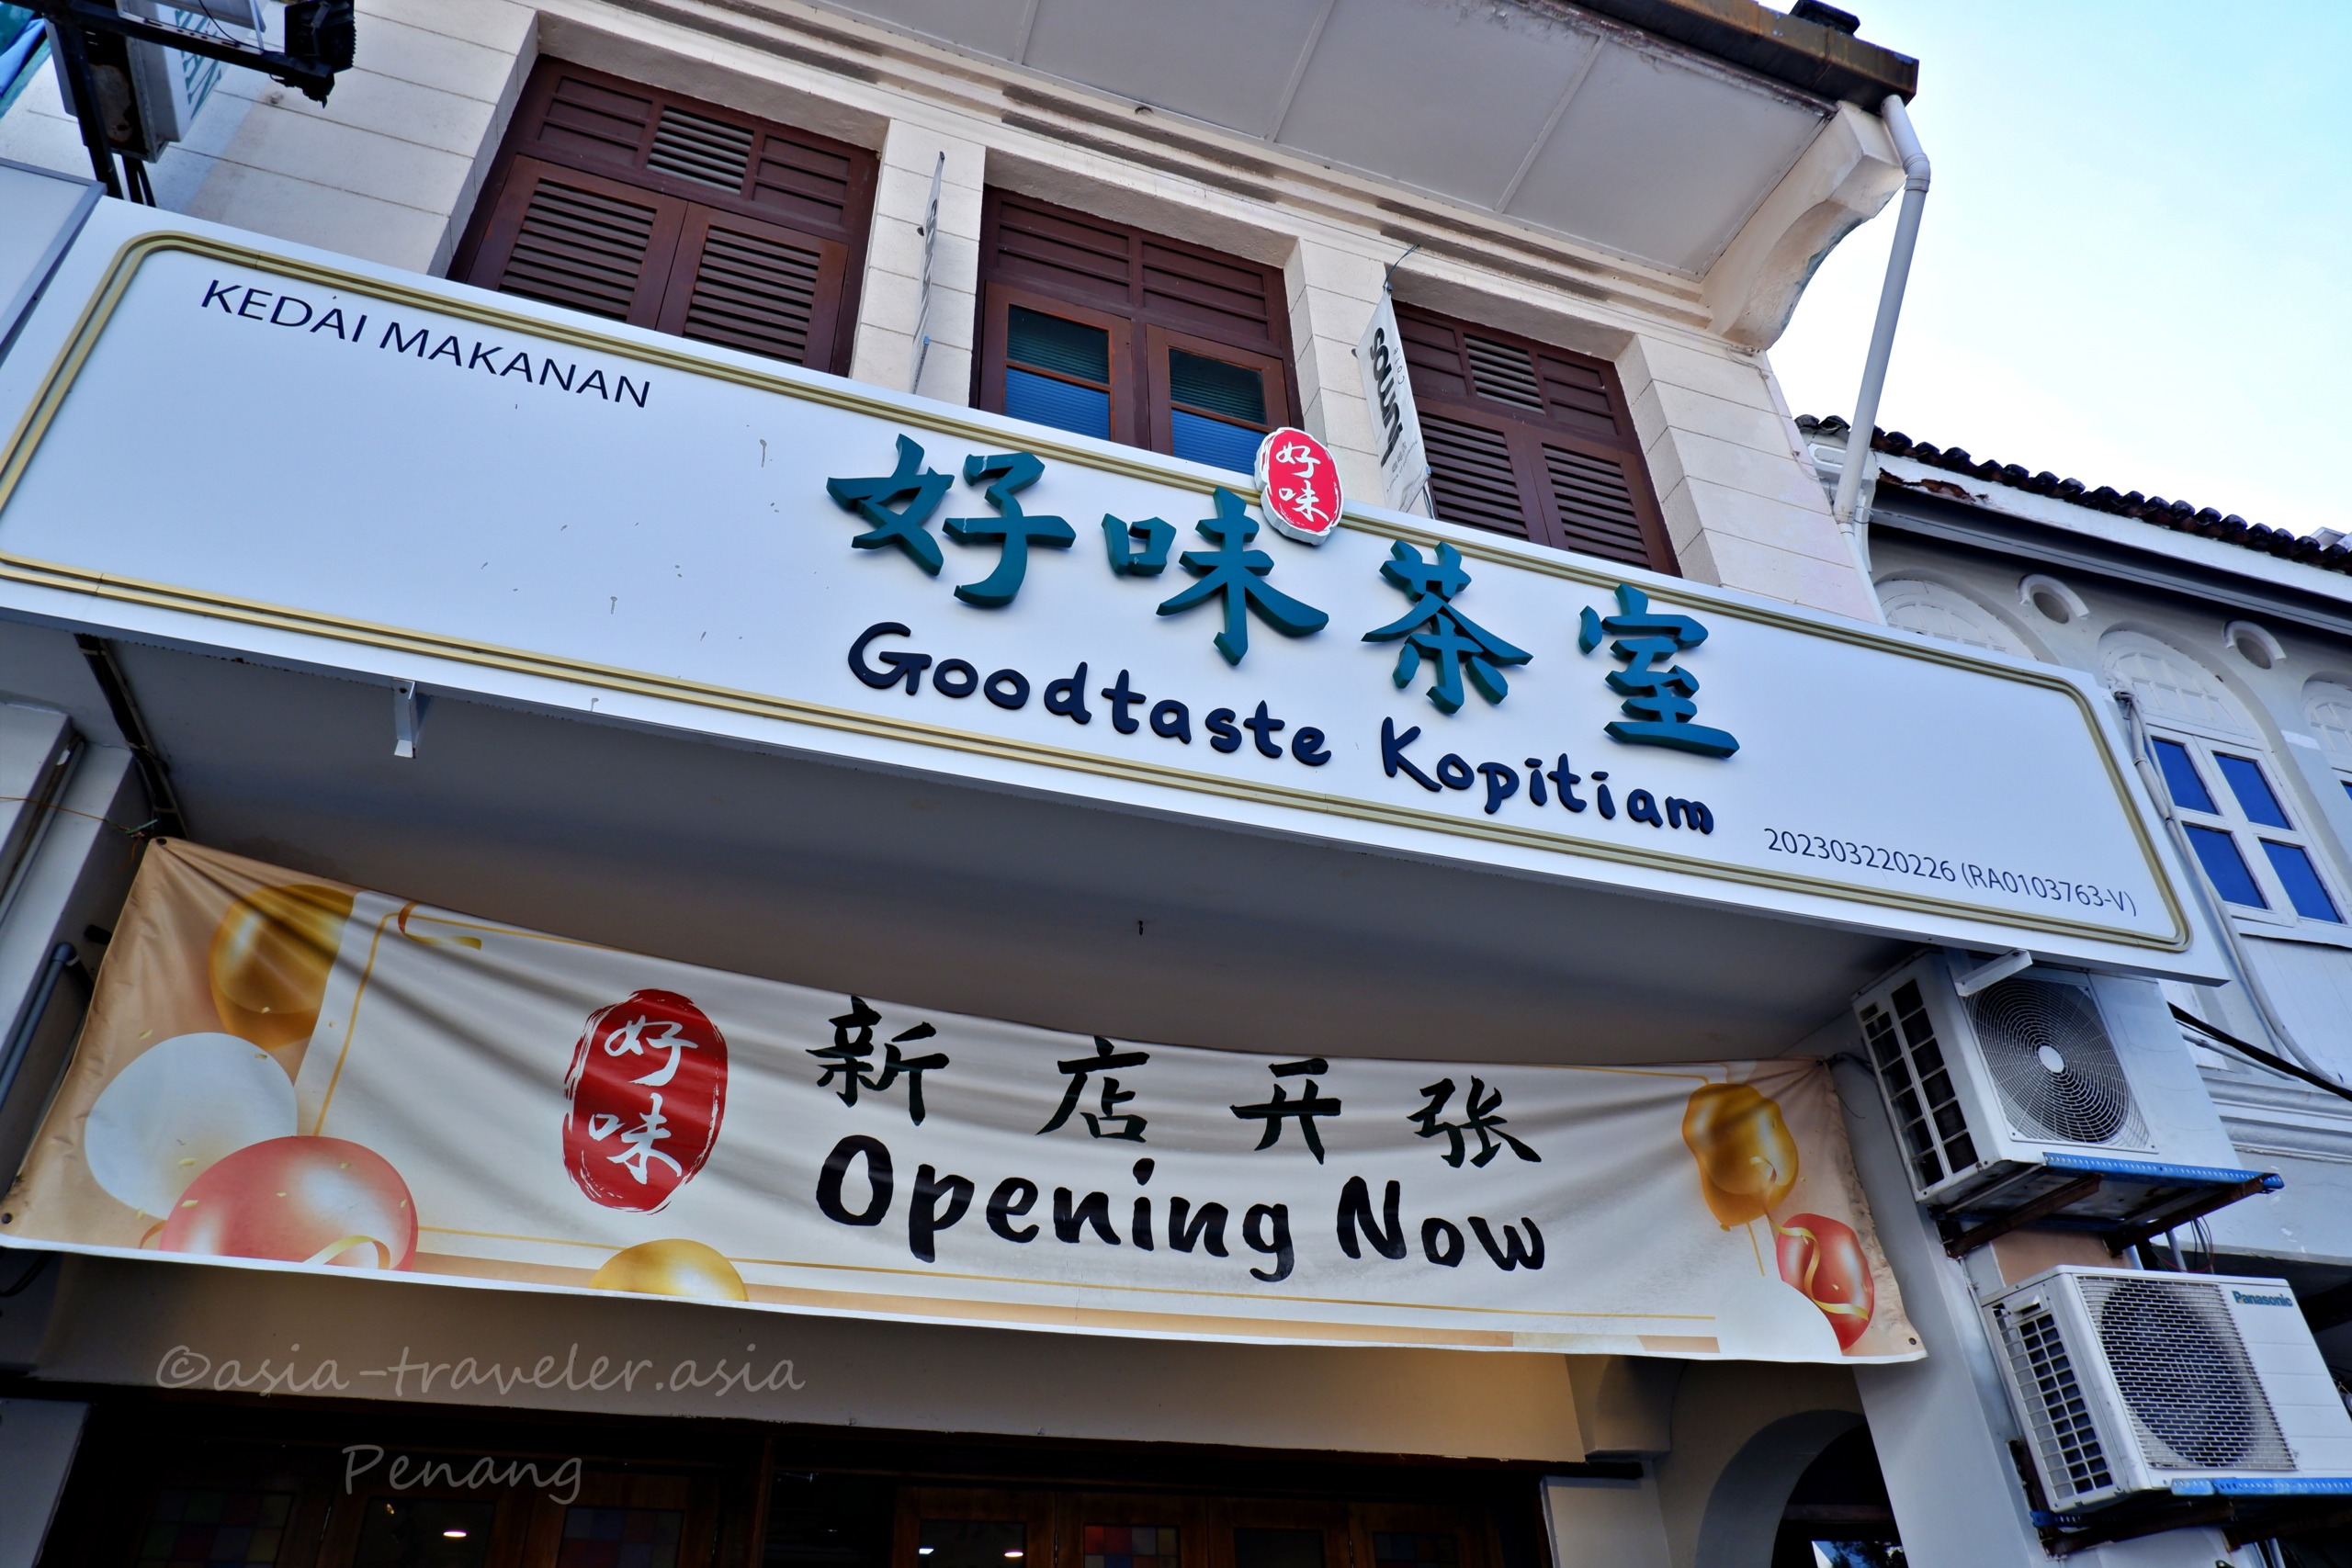 KEDAI MAKANAN
好味
好味茶室
Goodtaste Kopitiam
202303220226 (RA0103763-V)
好味
新店开张
Opening Now
Panasonic
©asia-traveler.asia
Penang